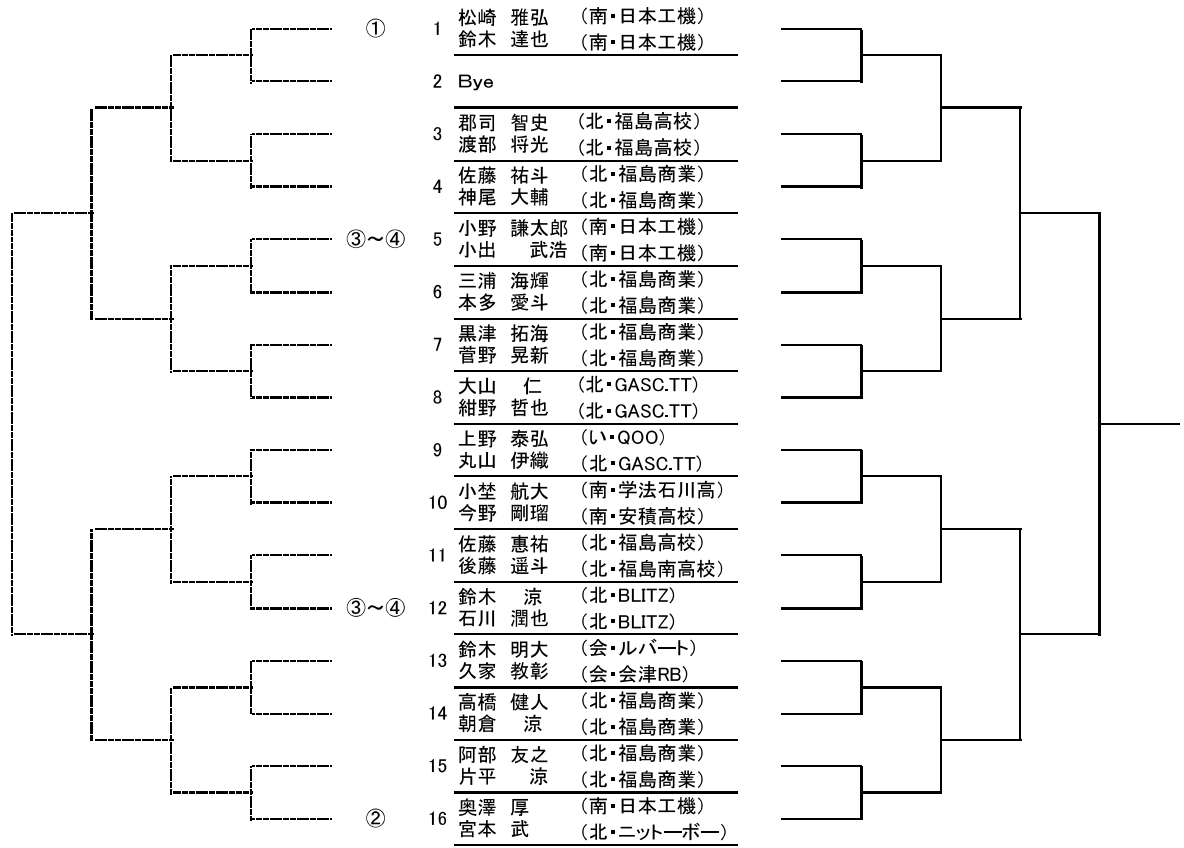 ① 1 松崎 雅弘 (南・日本工機)
鈴木 達也 (南・日本工機)
2 Bye
3 郡司 智史 (北・福島高校)
渡部 将光 (北・福島高校)
4 佐藤 祐斗 (北・福島商業)
神尾 大輔 (北・福島商業)
③～④ 5 小野 謙太郎 (南・日本工機)
小出 武浩 (南・日本工機)
6 三浦 海輝 (北・福島商業)
本多 愛斗 (北・福島商業)
7 黒津 拓海 (北・福島商業)
菅野 晃新 (北・福島商業)
8 大山 仁 (北・GASC.TT)
紺野 哲也 (北・GASC.TT)
9 上野 泰弘 (い・QOO)
丸山 伊織 (北・GASC.TT)
10 小埜 航大 (南・学法石川高)
今野 剛瑠 (南・安積高校)
11 佐藤 惠祐 (北・福島高校)
後藤 遥斗 (北・福島南高校)
③～④ 12 鈴木 涼 (北・BLITZ)
石川 潤也 (北・BLITZ)
13 鈴木 明大 (会・ルバート)
久家 教彰 (会・会津RB)
14 高橋 健人 (北・福島商業)
朝倉 涼 (北・福島商業)
15 阿部 友之 (北・福島商業)
片平 涼 (北・福島商業)
② 16 奥澤 厚 (南・日本工機)
宮本 武 (北・ニットーボー)